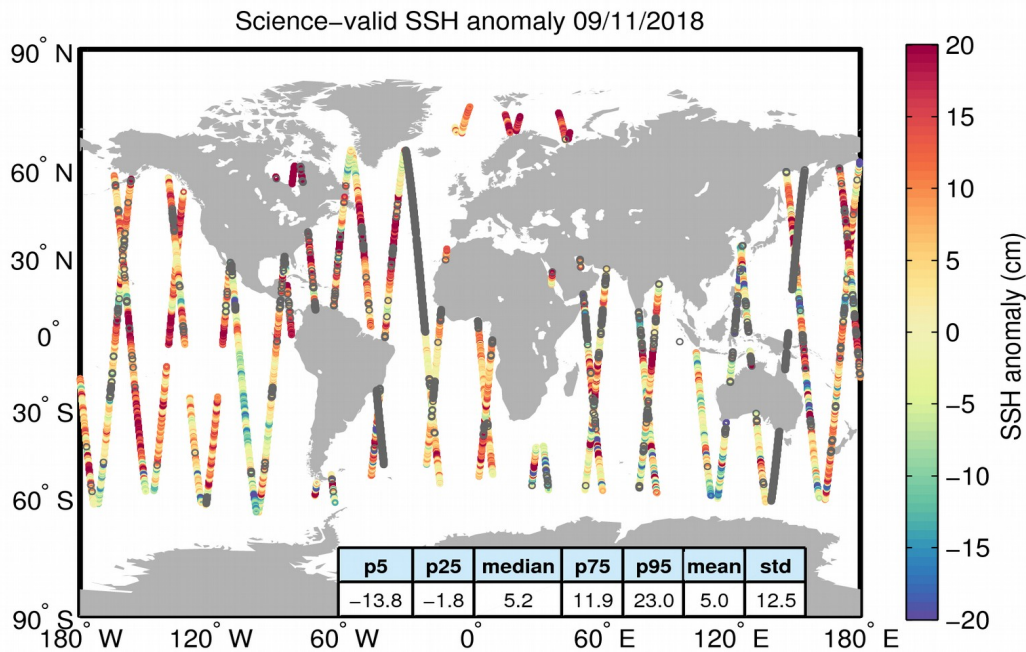 Science−valid SSH anomaly 09/11/2018
90° N
60° N
30° N
0°
30° S
60° S
90° S
180° W
120° W
60° W
0°
60° E
120° E
180° E
p5 p25 median p75 p95 mean std
−13.8 −1.8 5.2 11.9 23.0 5.0 12.5
20
15
10
5
0
−5
−10
−15
−20
SSH anomaly (cm)